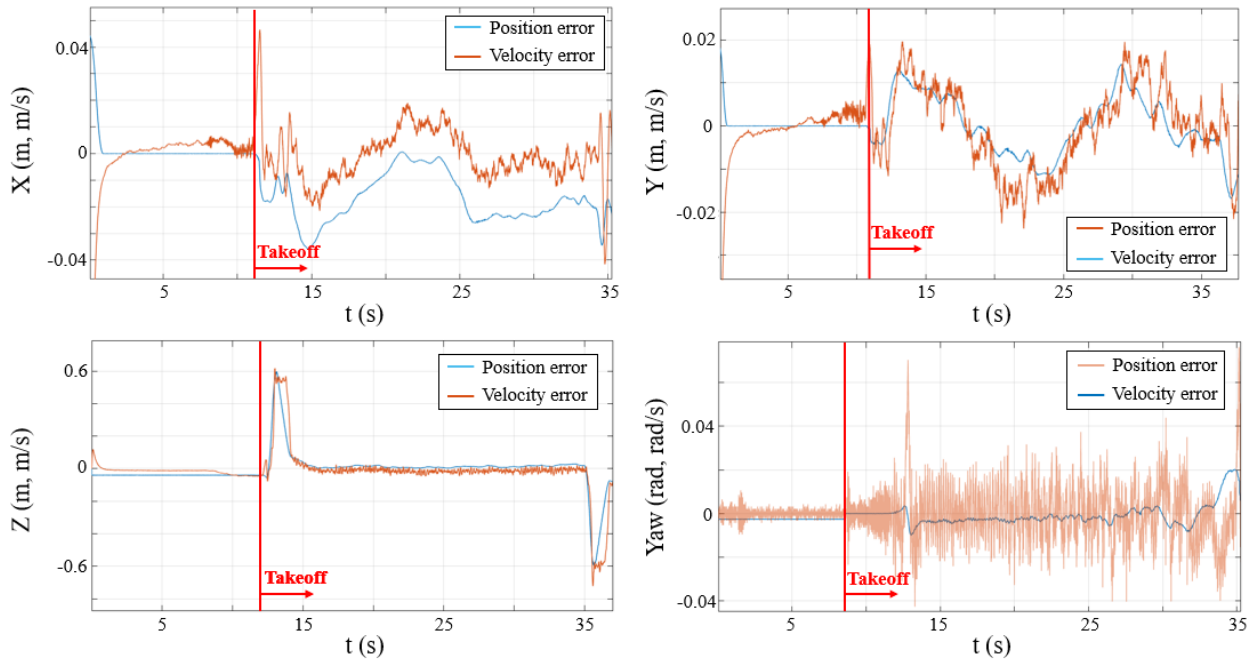 0.04
0
-0.04
X (m, m/s)
Position error
Velocity error
Takeoff
5
15
25
35
t (s)
0.02
0
-0.02
Y (m, m/s)
Position error
Velocity error
Takeoff
5
15
25
35
t (s)
0.6
0
-0.6
Z (m, m/s)
Position error
Velocity error
Takeoff
5
15
25
35
t (s)
0.04
0
-0.04
Yaw (rad, rad/s)
Position error
Velocity error
Takeoff
5
15
25
35
t (s)